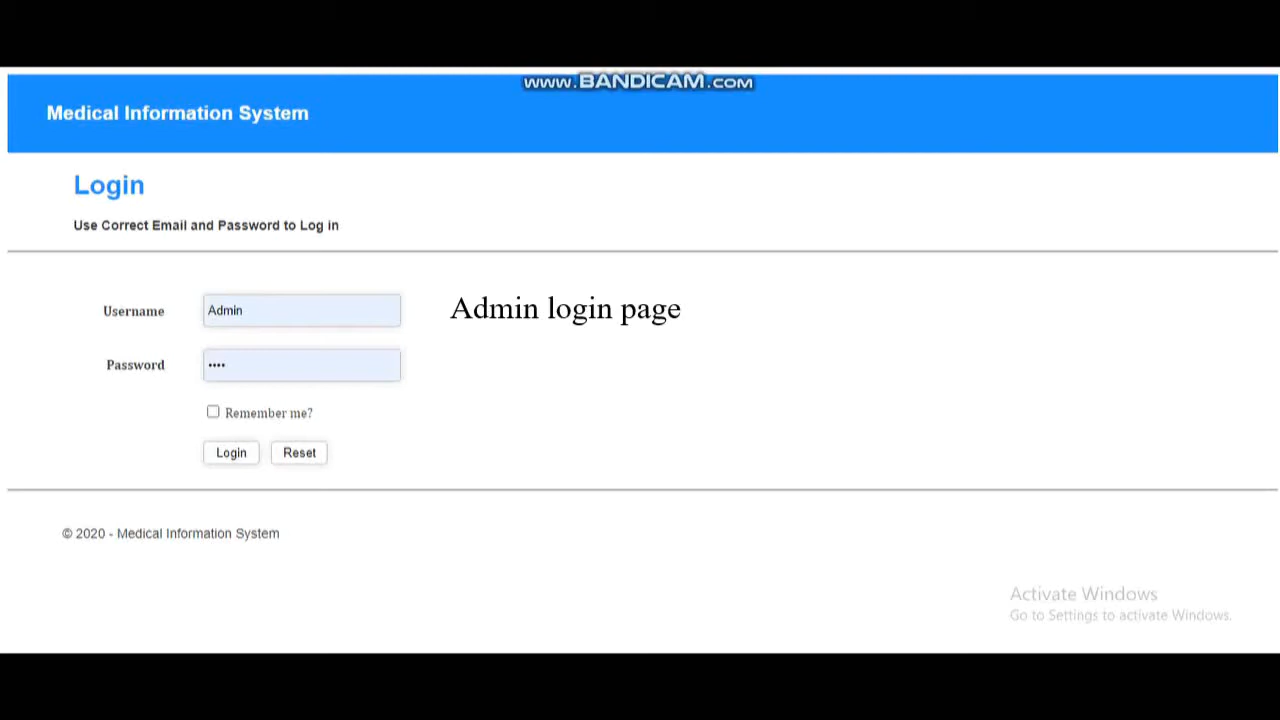 www.BANDICAM.com
Medical Information System
Login
Use Correct Email and Password to Log in
Username Admin
Admin login page
Password ••••
Remember me?
Login Reset
© 2020 - Medical Information System
Activate Windows
Go to Settings to activate Windows.